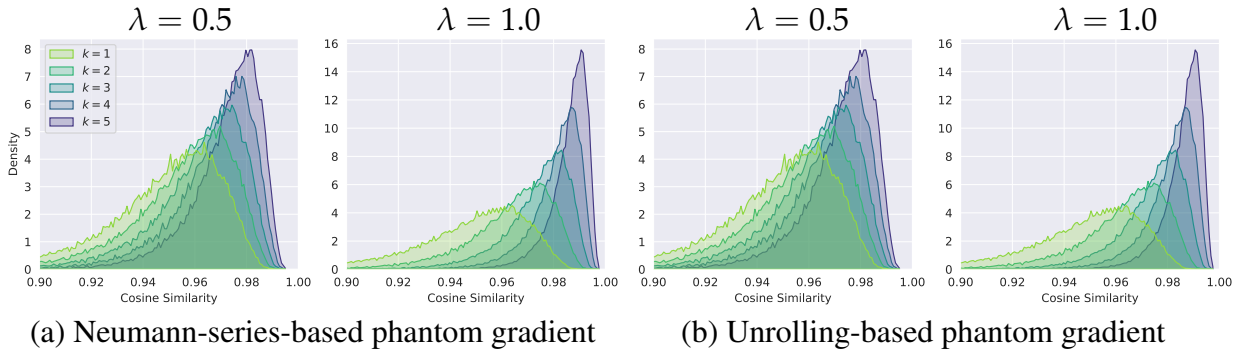 λ = 0.5
λ = 1.0
λ = 0.5
λ = 1.0
Density
8
7
6
5
4
3
2
1
0
k = 1
k = 2
k = 3
k = 4
k = 5
0.90 0.92 0.94 0.96 0.98 1.00
Cosine Similarity
16
14
12
10
8
6
4
2
0
0.90 0.92 0.94 0.96 0.98 1.00
Cosine Similarity
8
7
6
5
4
3
2
1
0
0.90 0.92 0.94 0.96 0.98 1.00
Cosine Similarity
16
14
12
10
8
6
4
2
0
0.90 0.92 0.94 0.96 0.98 1.00
Cosine Similarity
(a) Neumann-series-based phantom gradient
(b) Unrolling-based phantom gradient